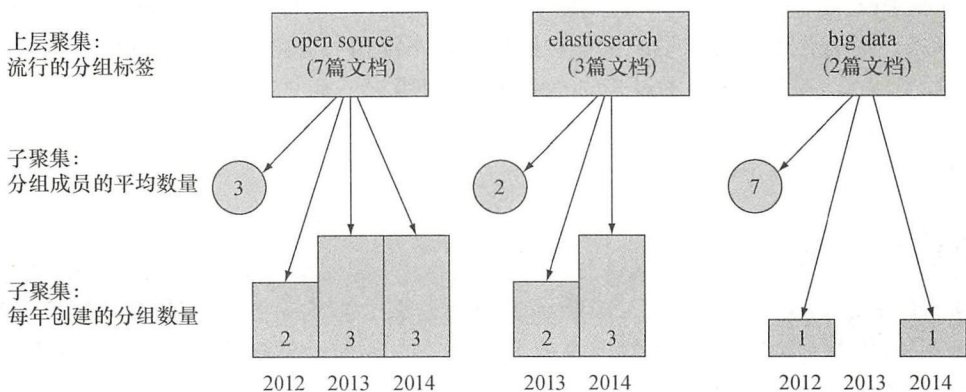 上层聚集：
流行的分组标签
open source
(7篇文档)
elasticsearch
(3篇文档)
big data
(2篇文档)
子聚集：
分组成员的平均数量
3
2
7
子聚集：
每年创建的分组数量
2
3
3
2
3
1
1
2012
2013
2014
2013
2014
2012
2013
2014